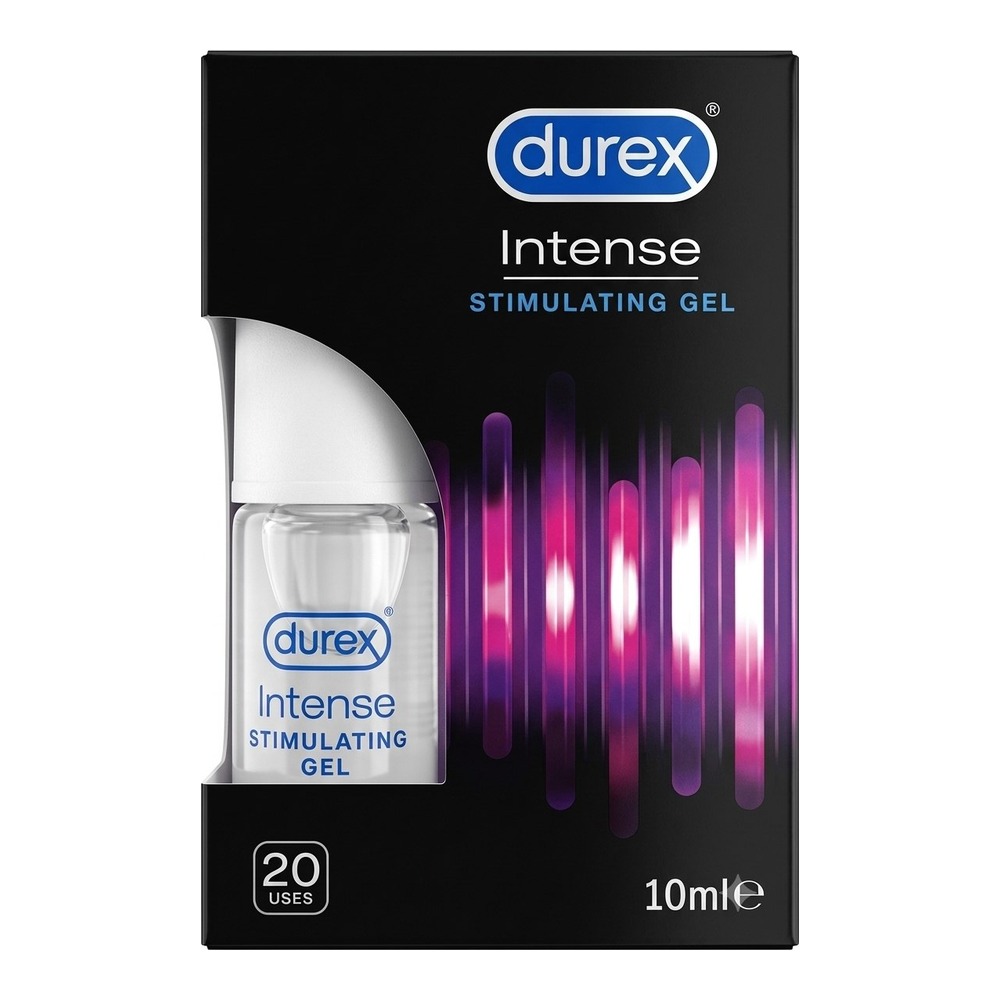 durex®
Intense
STIMULATING GEL
durex®
Intense
STIMULATING
GEL
20
USES
10ml℮